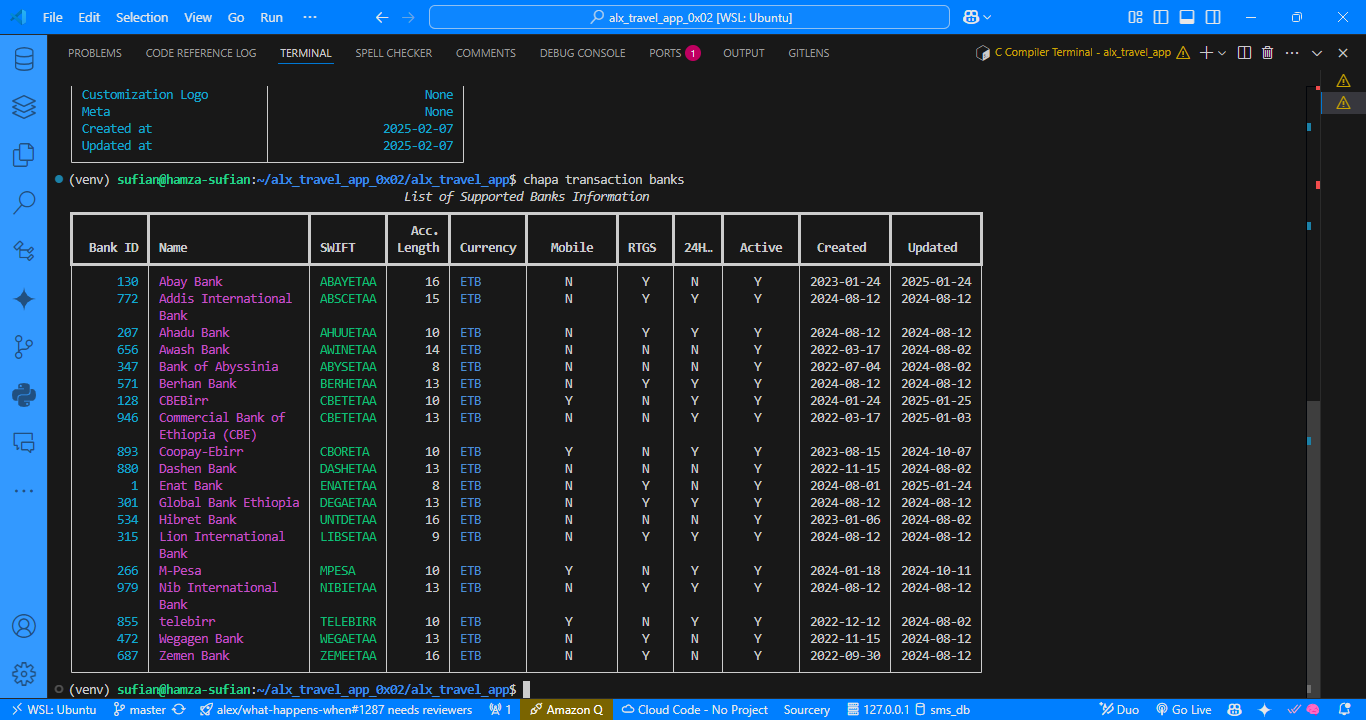 File Edit Selection View Go Run ··· alx_travel_app_0x02 [WSL: Ubuntu]
PROBLEMS CODE REFERENCE LOG TERMINAL SPELL CHECKER COMMENTS DEBUG CONSOLE PORTS 1 OUTPUT GITLENS C Compiler Terminal - alx_travel_app
Customization Logo None
Meta None
Created at 2025-02-07
Updated at 2025-02-07
(venv) sufian@hamza-sufian:~/alx_travel_app_0x02/alx_travel_app$ chapa transaction banks
List of Supported Banks Information
Acc.
Bank ID Name SWIFT Length Currency Mobile RTGS 24H… Active Created Updated
130 Abay Bank ABAYETAA 16 ETB N Y N Y 2023-01-24 2025-01-24
772 Addis International ABSCETAA 15 ETB N Y Y Y 2024-08-12 2024-08-12
Bank
207 Ahadu Bank AHUUETAA 10 ETB N Y Y Y 2024-08-12 2024-08-12
656 Awash Bank AWINETAA 14 ETB N N N Y 2022-03-17 2024-08-02
347 Bank of Abyssinia ABYSETAA 8 ETB N N N Y 2022-07-04 2024-08-02
571 Berhan Bank BERHETAA 13 ETB N Y Y Y 2024-08-12 2024-08-12
128 CBEBirr CBETETAA 10 ETB Y N Y Y 2024-01-24 2025-01-25
946 Commercial Bank of CBETETAA 13 ETB N N Y Y 2022-03-17 2025-01-03
Ethiopia (CBE)
893 Coopay-Ebirr CBORETA 10 ETB Y N Y Y 2023-08-15 2024-10-07
880 Dashen Bank DASHETAA 13 ETB N N N Y 2022-11-15 2024-08-02
1 Enat Bank ENATETAA 8 ETB N Y N Y 2024-08-01 2025-01-24
301 Global Bank Ethiopia DEGAETAA 13 ETB N Y Y Y 2024-08-12 2024-08-12
534 Hibret Bank UNTDETAA 16 ETB N N N Y 2023-01-06 2024-08-02
315 Lion International LIBSETAA 9 ETB N Y Y Y 2024-08-12 2024-08-12
Bank
266 M-Pesa MPESA 10 ETB Y N Y Y 2024-01-18 2024-10-11
979 Nib International NIBIETAA 13 ETB N Y Y Y 2024-08-12 2024-08-12
Bank
855 telebirr TELEBIRR 10 ETB Y N Y Y 2022-12-12 2024-08-02
472 Wegagen Bank WEGAETAA 13 ETB N Y N Y 2022-11-15 2024-08-12
687 Zemen Bank ZEMEETAA 16 ETB N Y N Y 2022-09-30 2024-08-12
(venv) sufian@hamza-sufian:~/alx_travel_app_0x02/alx_travel_app$
WSL: Ubuntu master alex/what-happens-when#1287 needs reviewers 1 Amazon Q Cloud Code - No Project Sourcery 127.0.0.1 sms_db Duo Go Live